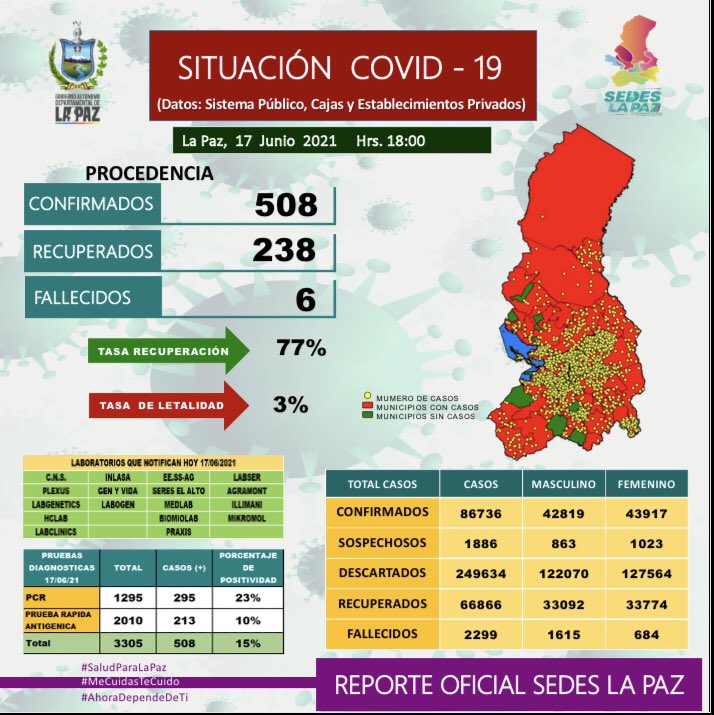 GOBIERNO AUTÓNOMO
DEPARTAMENTAL DE
LA PAZ
SITUACIÓN COVID - 19
(Datos: Sistema Público, Cajas y Establecimientos Privados)
SEDES
LA PAZ
La Paz, 17 Junio 2021 Hrs. 18:00
PROCEDENCIA
CONFIRMADOS 508
RECUPERADOS 238
FALLECIDOS 6
TASA RECUPERACIÓN 77%
TASA DE LETALIDAD 3%
MUMERO DE CASOS
MUNICIPIOS CON CASOS
MUNICIPIOS SIN CASOS
LABORATORIOS QUE NOTIFICAN HOY 17/06/2021
C.N.S. INLASA EE.SS-AG LABSER
PLEXUS GEN Y VIDA SERES EL ALTO AGRAMONT
LABGENETICS LABOGEN MEDLAB ILLIMANI
HCLAB BIOMIOLAB MIKROMOL
LABCLINICS PRAXIS
PRUEBAS DIAGNOSTICAS 17/06/21 TOTAL CASOS (+) PORCENTAJE DE POSITIVIDAD
PCR 1295 295 23%
PRUEBA RAPIDA ANTIGENICA 2010 213 10%
Total 3305 508 15%
TOTAL CASOS CASOS MASCULINO FEMENINO
CONFIRMADOS 86736 42819 43917
SOSPECHOSOS 1886 863 1023
DESCARTADOS 249634 122070 127564
RECUPERADOS 66866 33092 33774
FALLECIDOS 2299 1615 684
#SaludParaLaPaz
#MeCuidasTeCuido
#AhoraDependeDeTi
REPORTE OFICIAL SEDES LA PAZ